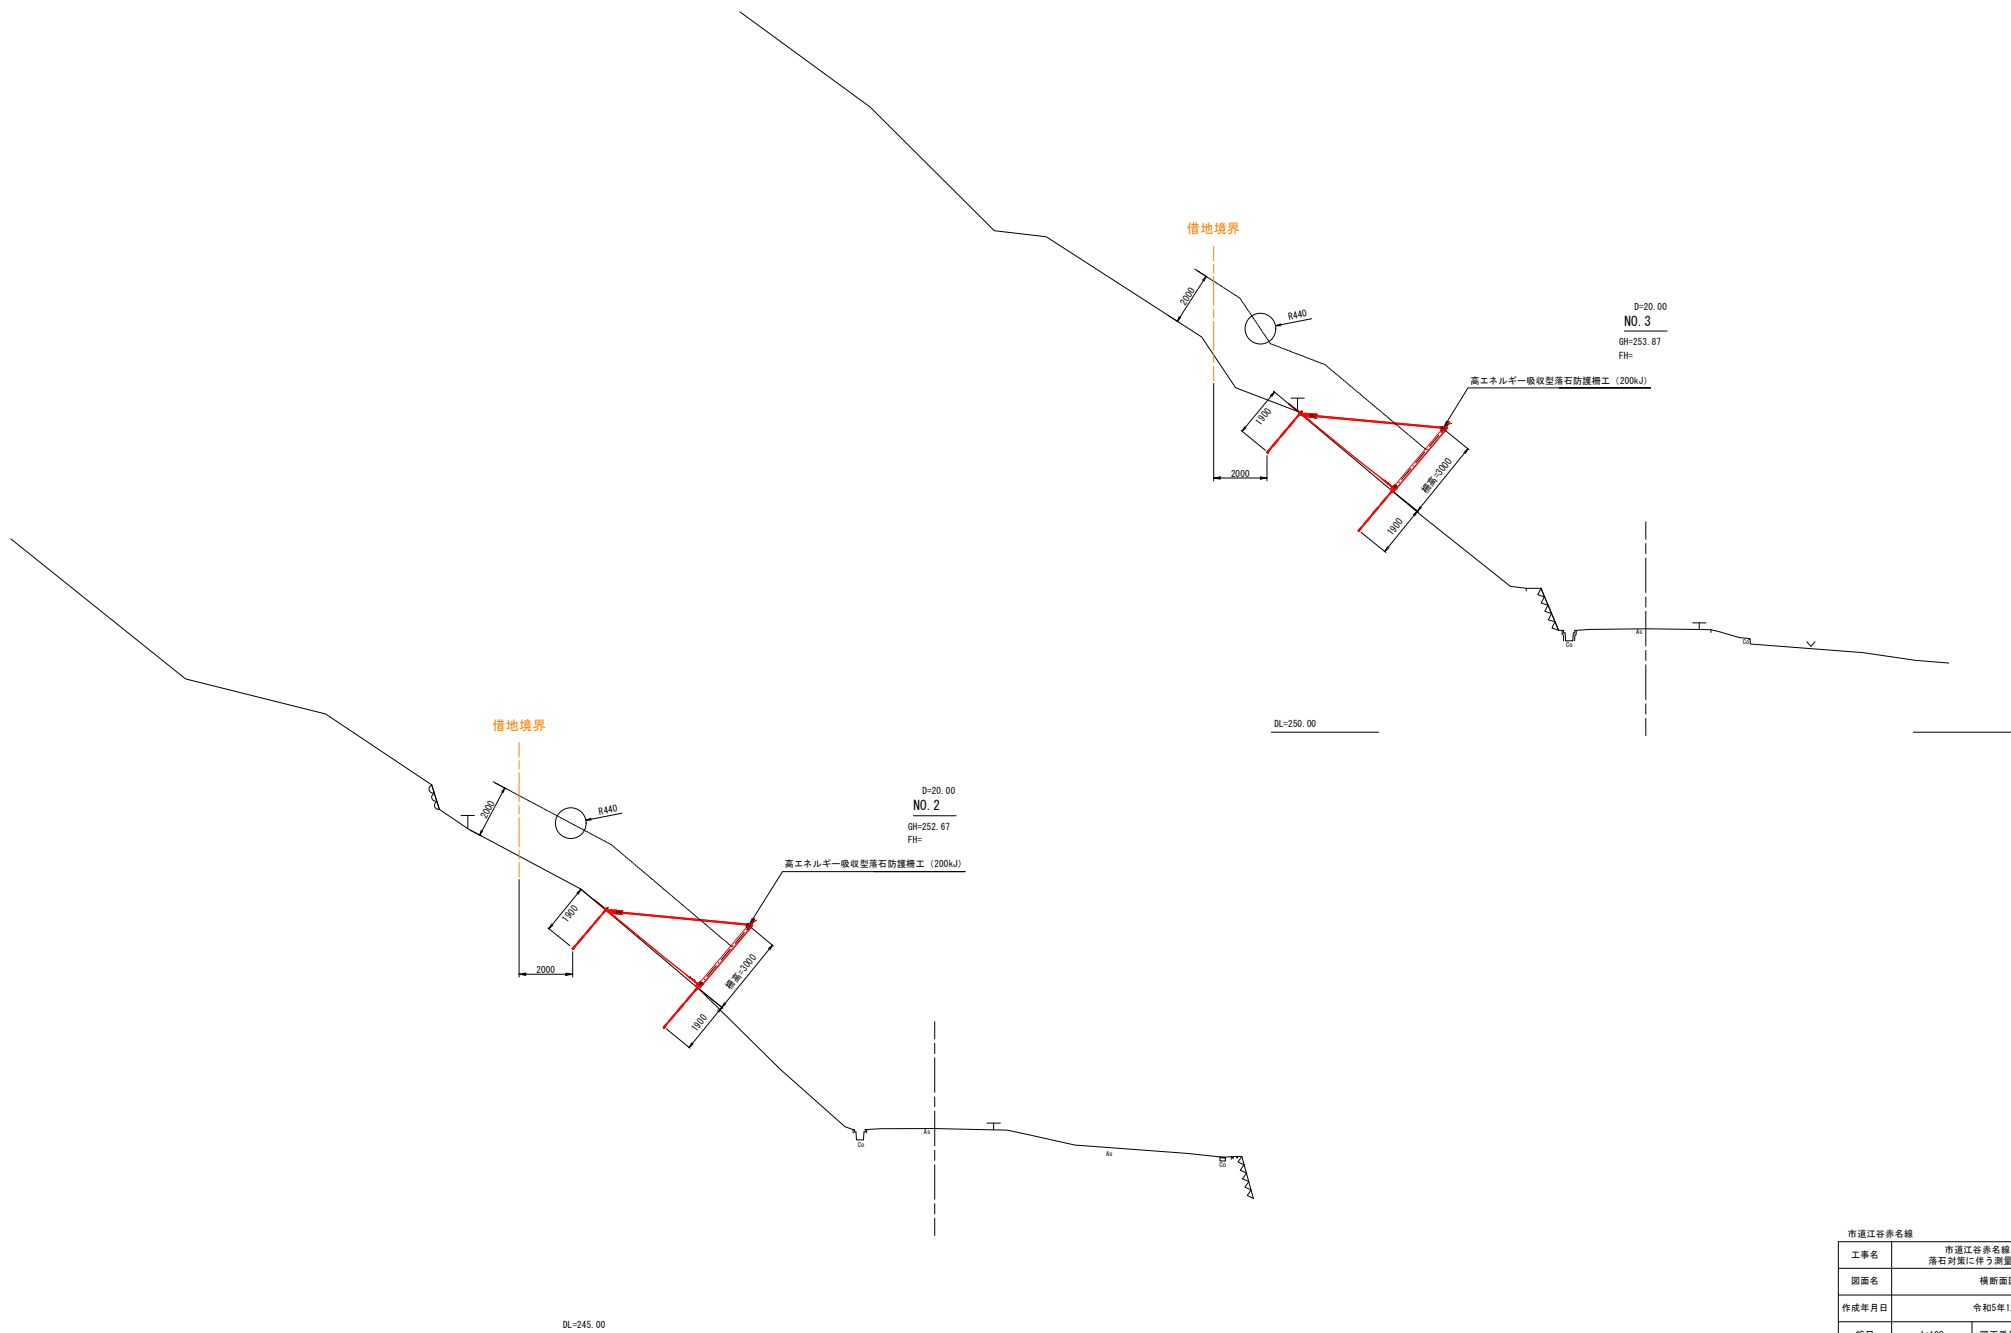 借地境界
2000
R440
D=20.00
NO.3
GH=253.87
FH=
高エネルギー吸収型落石防護柵工（200kJ）
1900
2000
柵高=3000
1900
As
Co
Co
DL=250.00
借地境界
2000
R440
D=20.00
NO.2
GH=252.67
FH=
高エネルギー吸収型落石防護柵工（200kJ）
1900
2000
柵高=3000
1900
As
Co
As
Co
DL=245.00
市道江谷赤名線
工事名 市道江谷赤名線
落石対策に伴う測量
図面名 横断面
作成年月日 令和5年1